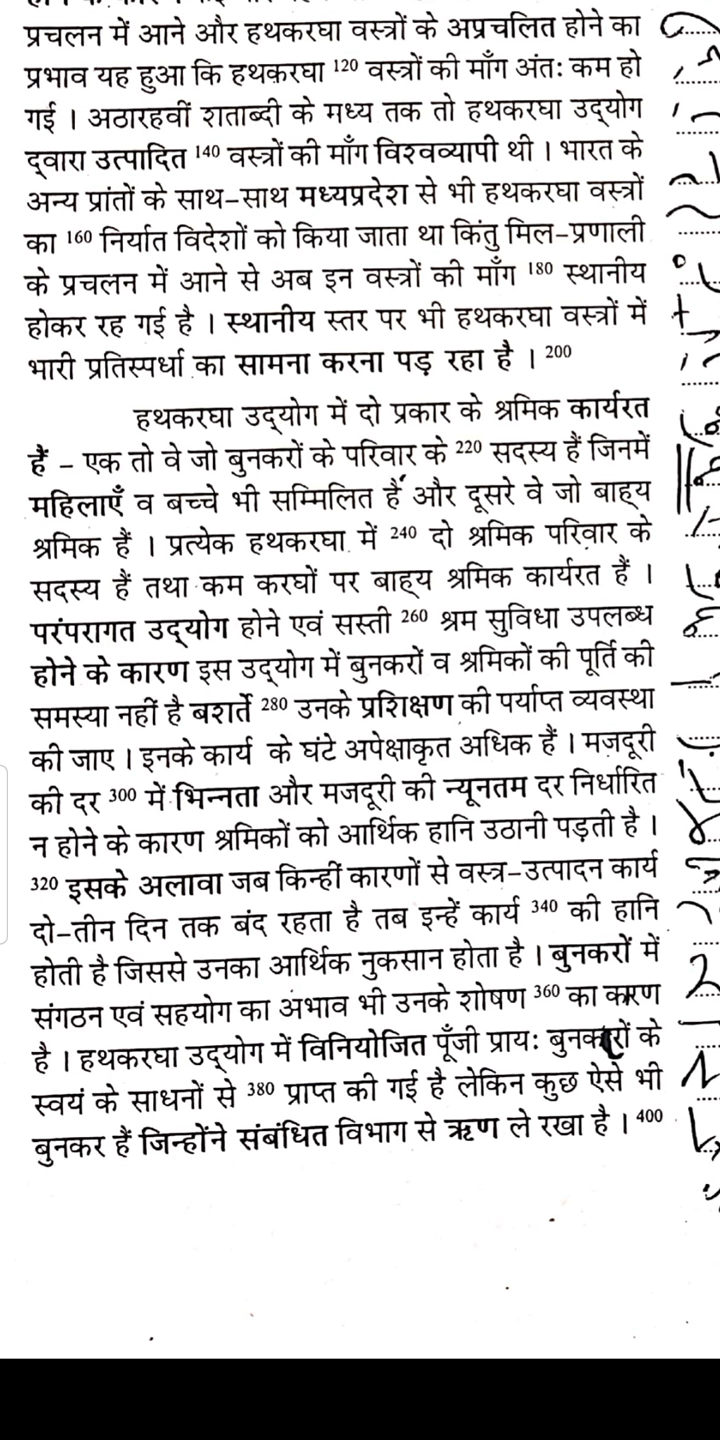 प्रचलन में आने और हथकरघा वस्त्रों के अप्रचलित होने का
प्रभाव यह हुआ कि हथकरघा 120 वस्त्रों की माँग अंतः कम हो
गई । अठारहवीं शताब्दी के मध्य तक तो हथकरघा उद्योग
द्वारा उत्पादित 140 वस्त्रों की माँग विश्वव्यापी थी । भारत के
अन्य प्रांतों के साथ-साथ मध्यप्रदेश से भी हथकरघा वस्त्रों
का 160 निर्यात विदेशों को किया जाता था किंतु मिल-प्रणाली
के प्रचलन में आने से अब इन वस्त्रों की माँग 180 स्थानीय
होकर रह गई है । स्थानीय स्तर पर भी हथकरघा वस्त्रों में
भारी प्रतिस्पर्धा का सामना करना पड़ रहा है । 200
हथकरघा उद्योग में दो प्रकार के श्रमिक कार्यरत
हैं - एक तो वे जो बुनकरों के परिवार के 220 सदस्य हैं जिनमें
महिलाएँ व बच्चे भी सम्मिलित हैं और दूसरे वे जो बाह्य
श्रमिक हैं । प्रत्येक हथकरघा में 240 दो श्रमिक परिवार के
सदस्य हैं तथा कम करघों पर बाह्य श्रमिक कार्यरत हैं ।
परंपरागत उद्योग होने एवं सस्ती 260 श्रम सुविधा उपलब्ध
होने के कारण इस उद्योग में बुनकरों व श्रमिकों की पूर्ति की
समस्या नहीं है बशर्ते 280 उनके प्रशिक्षण की पर्याप्त व्यवस्था
की जाए । इनके कार्य के घंटे अपेक्षाकृत अधिक हैं । मज़दूरी
की दर 300 में भिन्नता और मजदूरी की न्यूनतम दर निर्धारित
न होने के कारण श्रमिकों को आर्थिक हानि उठानी पड़ती है ।
320 इसके अलावा जब किन्हीं कारणों से वस्त्र-उत्पादन कार्य
दो-तीन दिन तक बंद रहता है तब इन्हें कार्य 340 की हानि
होती है जिससे उनका आर्थिक नुकसान होता है । बुनकरों में
संगठन एवं सहयोग का अभाव भी उनके शोषण 360 का कारण
है । हथकरघा उद्योग में विनियोजित पूँजी प्रायः बुनकरों के
स्वयं के साधनों से 380 प्राप्त की गई है लेकिन कुछ ऐसे भी
बुनकर हैं जिन्होंने संबंधित विभाग से ऋण ले रखा है । 400